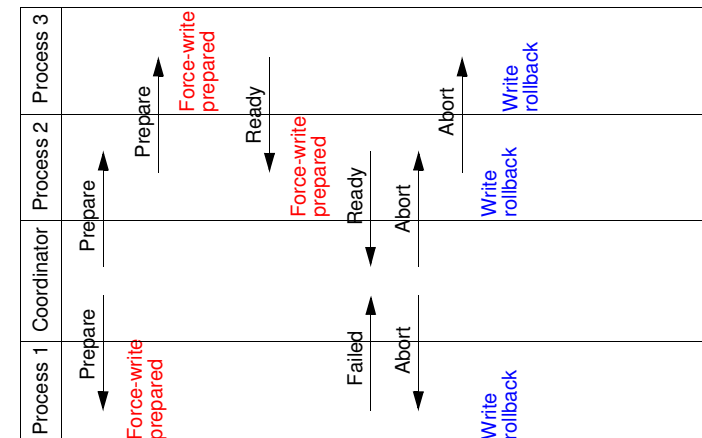 Process 1
Coordinator
Process 2
Process 3
Prepare
Prepare
Force-write
prepared
Prepare
Force-write
prepared
Ready
Force-write
prepared
Failed
Ready
Abort
Abort
Abort
Write
rollback
Write
rollback
Write
rollback